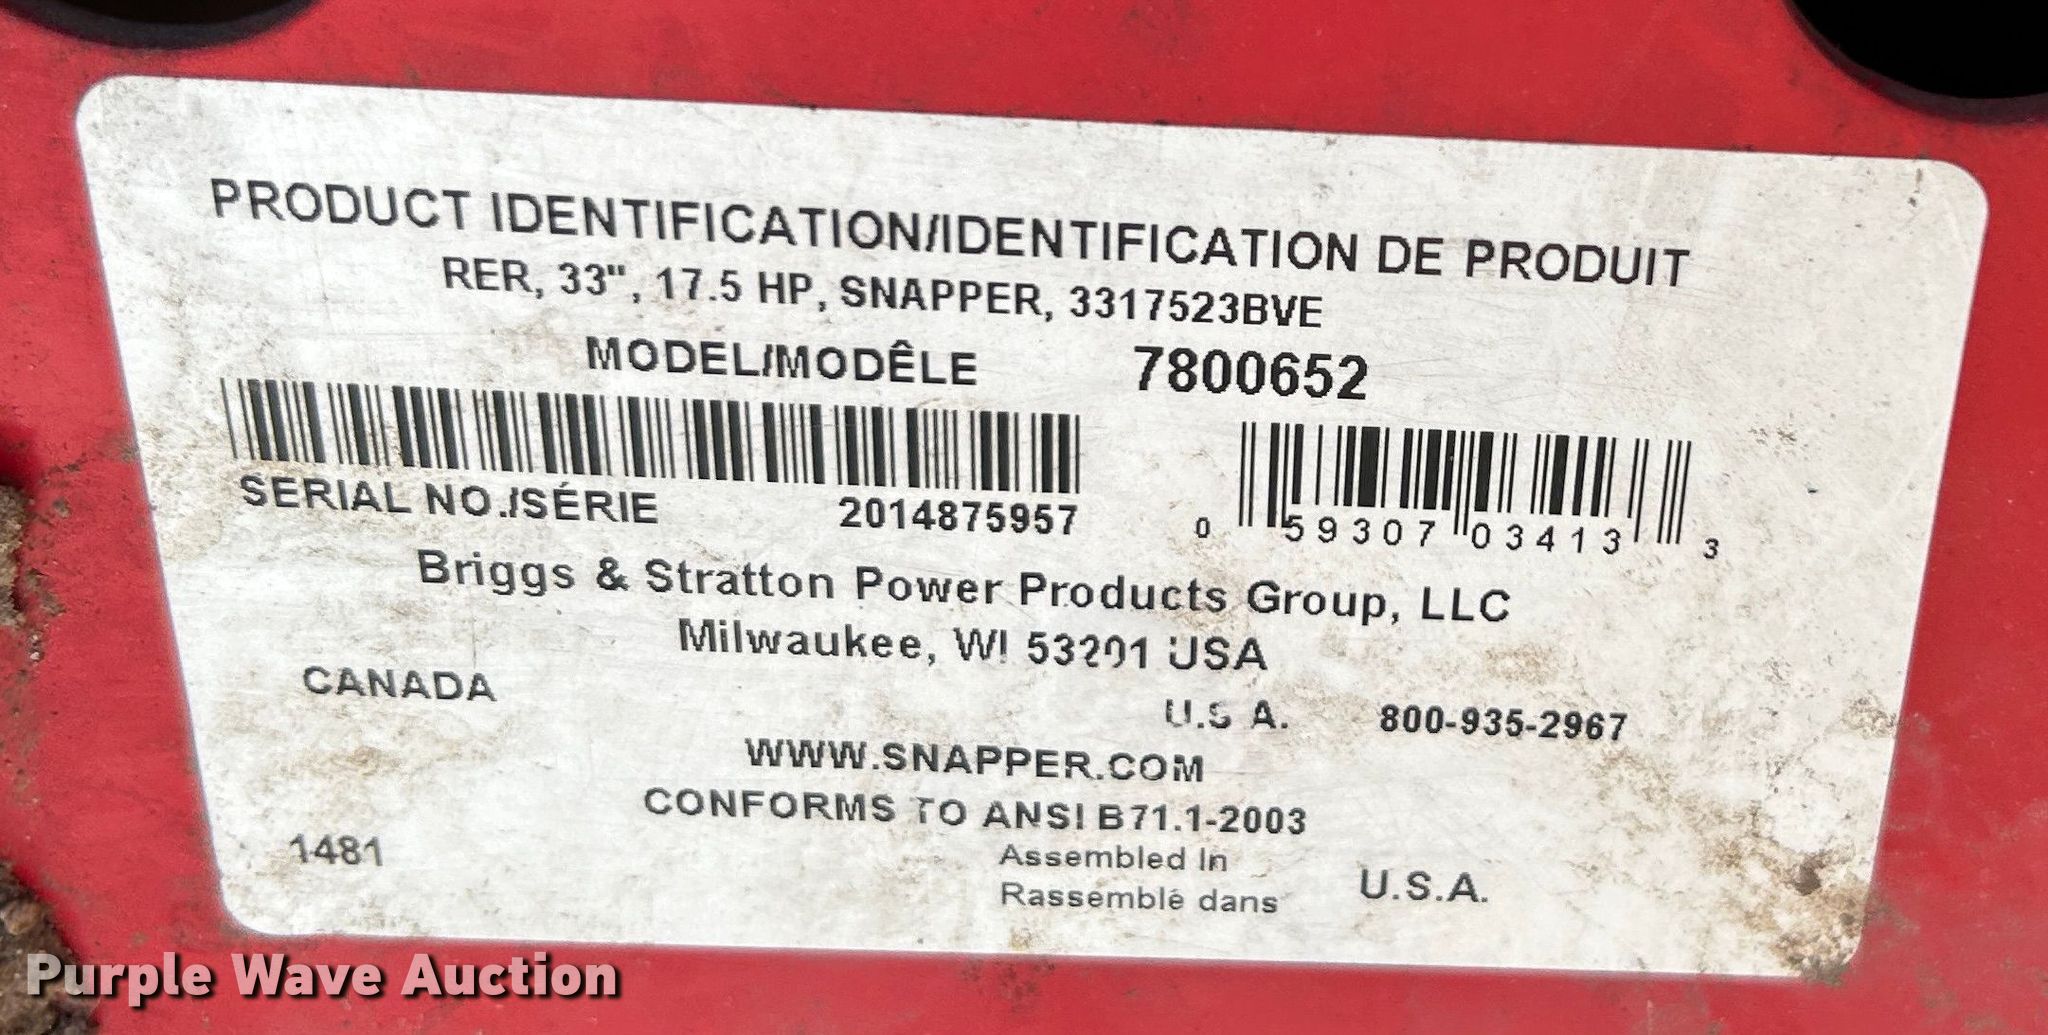 PRODUCT IDENTIFICATION/IDENTIFICATION DE PRODUIT
RER, 33", 17.5 HP, SNAPPER, 3317523BVE
MODEL/MODÊLE 7800652
SERIAL NO./SÉRIE 2014875957
0 59307 03413 3
Briggs & Stratton Power Products Group, LLC
Milwaukee, WI 53201 USA
CANADA
U.S.A. 800-935-2967
WWW.SNAPPER.COM
CONFORMS TO ANSI B71.1-2003
1481
Assembled In
Rassemblé dans U.S.A.
Purple Wave Auction